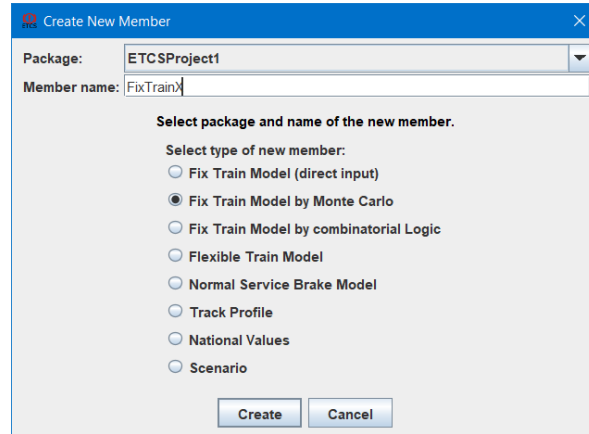 ETCS Create New Member
Package: ETCSProject1
Member name: FixTrainX
Select package and name of the new member.
Select type of new member:
Fix Train Model (direct input)
Fix Train Model by Monte Carlo
Fix Train Model by combinatorial Logic
Flexible Train Model
Normal Service Brake Model
Track Profile
National Values
Scenario
Create Cancel